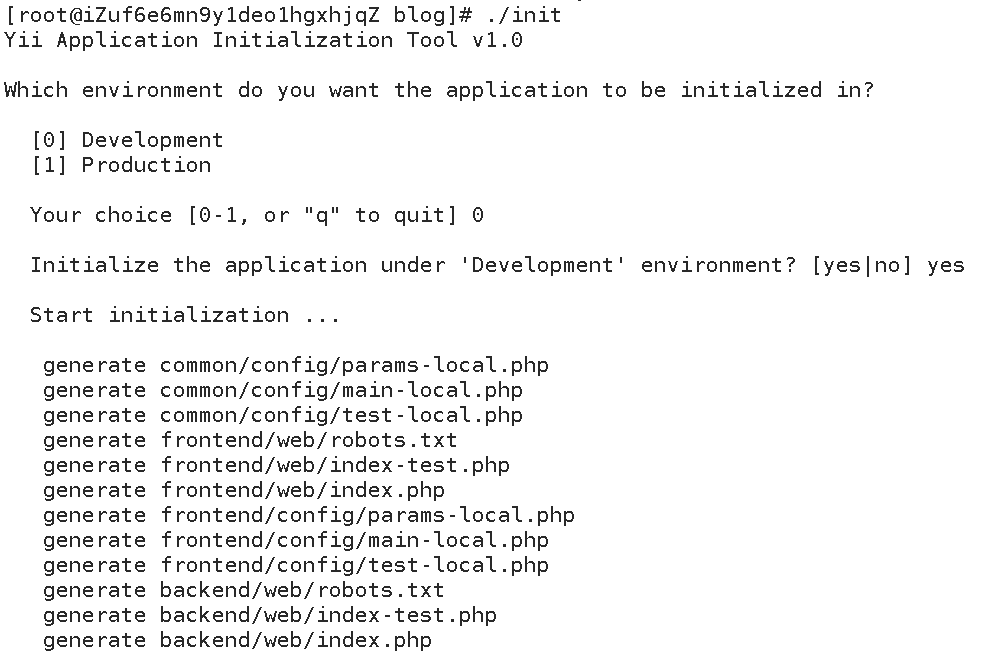 [root@iZuf6e6mn9y1deo1hgxhjqZ blog]# ./init
Yii Application Initialization Tool v1.0
Which environment do you want the application to be initialized in?
[0] Development
[1] Production
Your choice [0-1, or "q" to quit] 0
Initialize the application under 'Development' environment? [yes|no] yes
Start initialization ...
generate common/config/params-local.php
generate common/config/main-local.php
generate common/config/test-local.php
generate frontend/web/robots.txt
generate frontend/web/index-test.php
generate frontend/web/index.php
generate frontend/config/params-local.php
generate frontend/config/main-local.php
generate frontend/config/test-local.php
generate backend/web/robots.txt
generate backend/web/index-test.php
generate backend/web/index.php